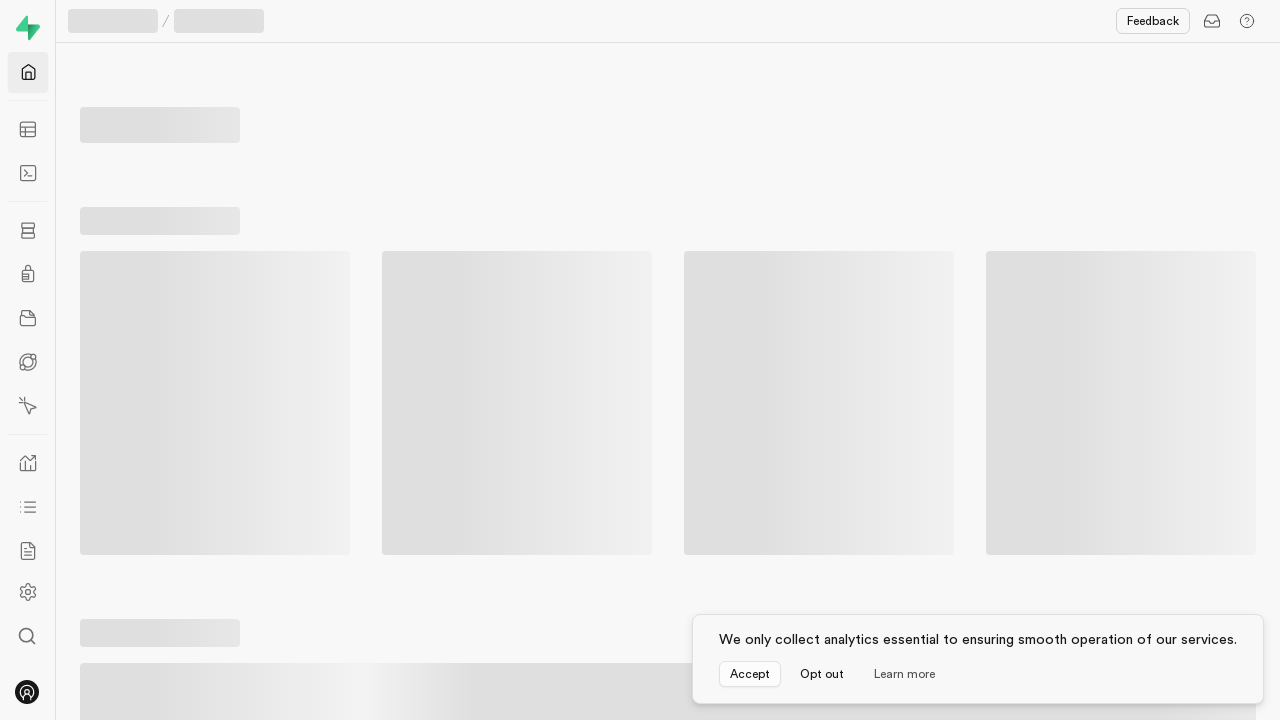 /
Feedback
We only collect analytics essential to ensuring smooth operation of our services.
Accept Opt out Learn more